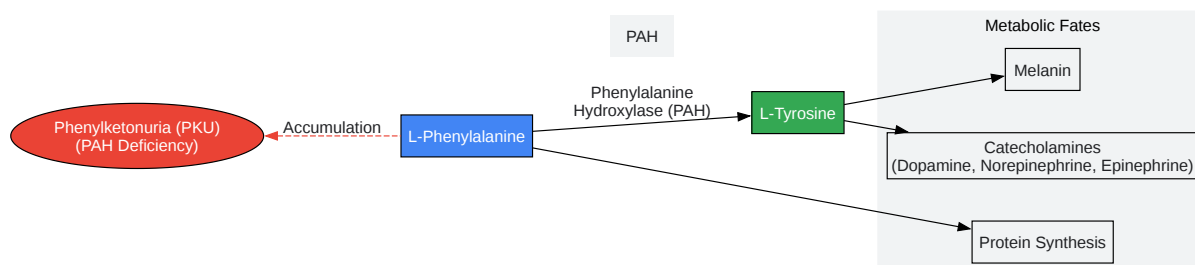 PAH
Metabolic Fates
Melanin
Phenylalanine
Hydroxylase (PAH)
L-Tyrosine
Phenylketonuria (PKU)
(PAH Deficiency)
Accumulation
L-Phenylalanine
Catecholamines
(Dopamine, Norepinephrine, Epinephrine)
Protein Synthesis